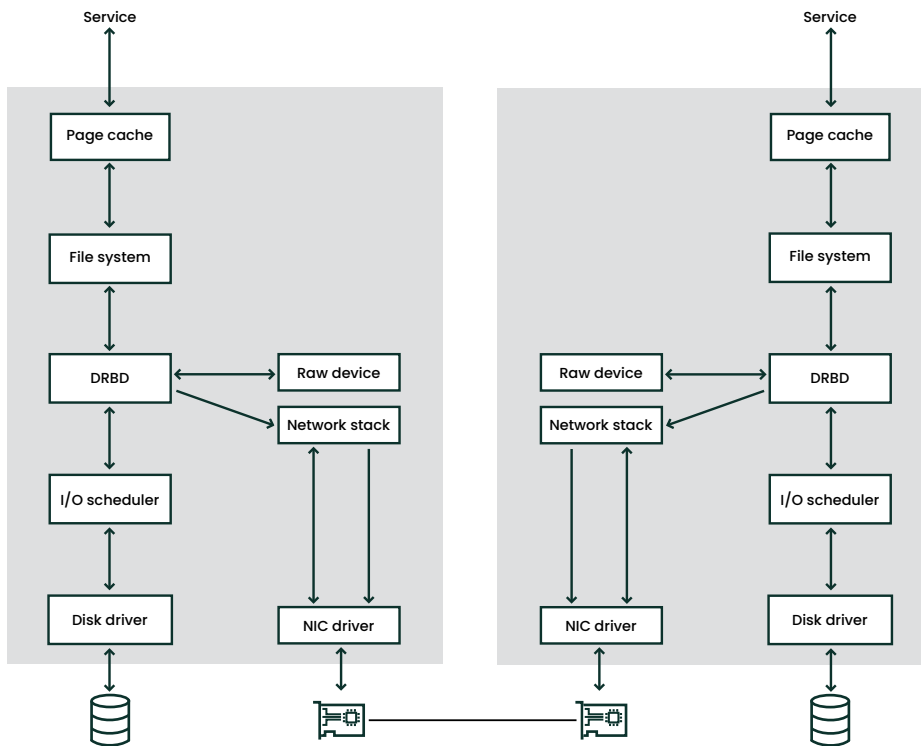 Service
Page cache
File system
DRBD
Raw device
Network stack
I/O scheduler
Disk driver
NIC driver
Service
Page cache
File system
Raw device
DRBD
Network stack
I/O scheduler
NIC driver
Disk driver